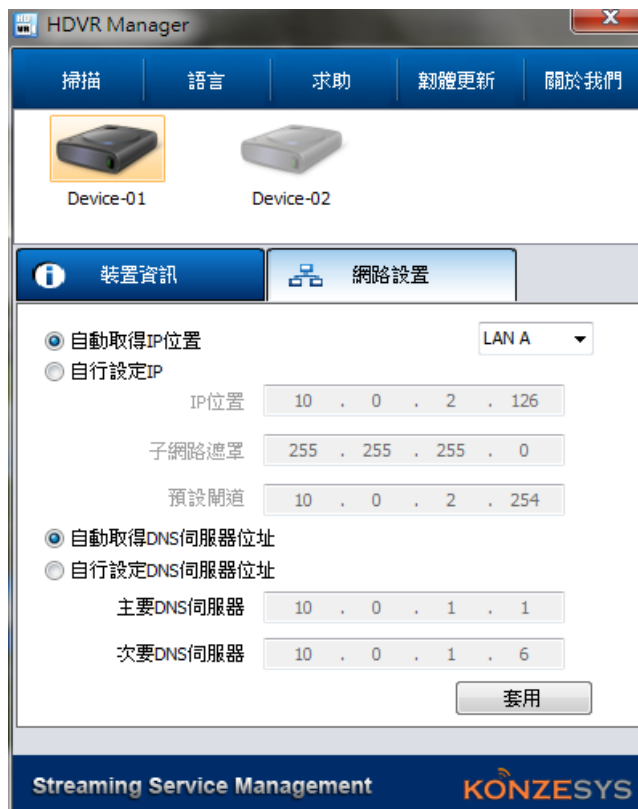 HD VR HDVR Manager
掃描 語言 求助 韌體更新 關於我們
Device-01 Device-02
裝置資訊 網路設置
自動取得IP位置 LAN A
自行設定IP
IP位置 10 . 0 . 2 . 126
子網路遮罩 255 . 255 . 255 . 0
預設閘道 10 . 0 . 2 . 254
自動取得DNS伺服器位址
自行設定DNS伺服器位址
主要DNS伺服器 10 . 0 . 1 . 1
次要DNS伺服器 10 . 0 . 1 . 6
套用
Streaming Service Management KONZESYS